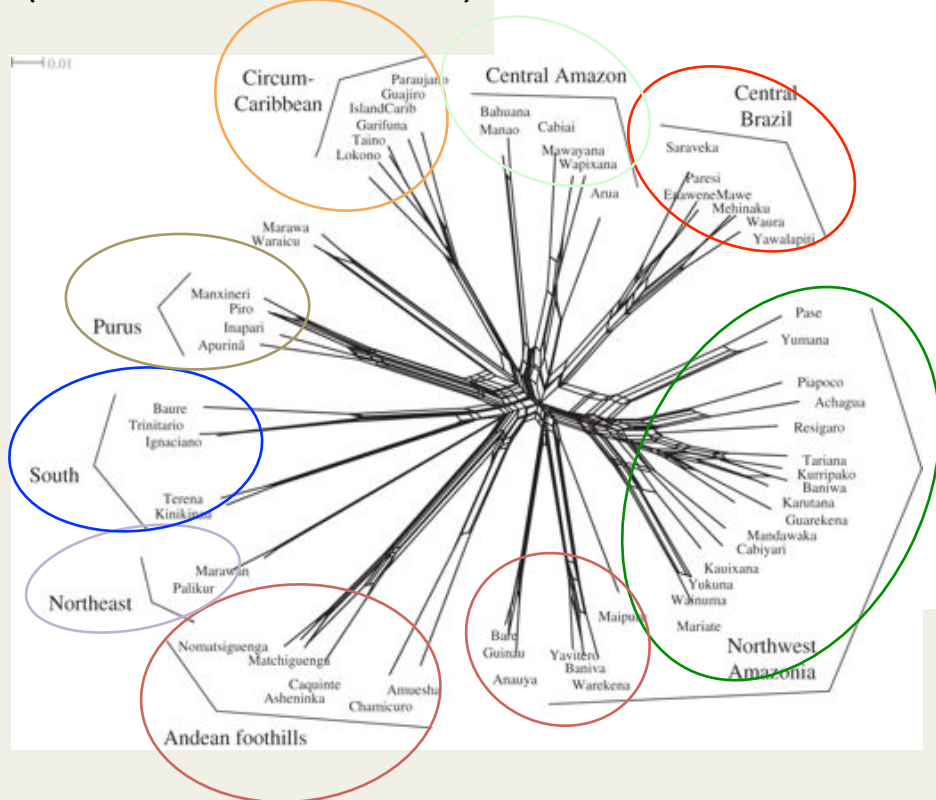 0.01
Circum-
Caribbean
Paraujano
Guajiro
IslandCarib
Garifuna
Taino
Lokono
Central Amazon
Bahuana
Manao
Cabiai
Mawayana
Wapixana
Arua
Central
Brazil
Saraveka
Paresi
EnaweneMawe
Mehinaku
Waura
Yawalapiti
Marawa
Waraicu
Purus
Manxineri
Piro
Inapari
Apurinã
South
Baure
Trinitario
Ignaciano
Terena
Kinikinau
Northeast
Marawan
Palikur
Nomatsiguenga
Matchiguenga
Caquinte
Asheninka
Amuesha
Chamicuro
Andean foothills
Bare
Guinau
Anauya
Yavitero
Baniva
Warekena
Maipure
Pase
Yumana
Piapoco
Achagua
Resigaro
Tariana
Kurripako
Baniwa
Karutana
Guarekena
Mandawaka
Cabiyari
Kauixana
Yukuna
Wainuma
Mariate
Northwest
Amazonia